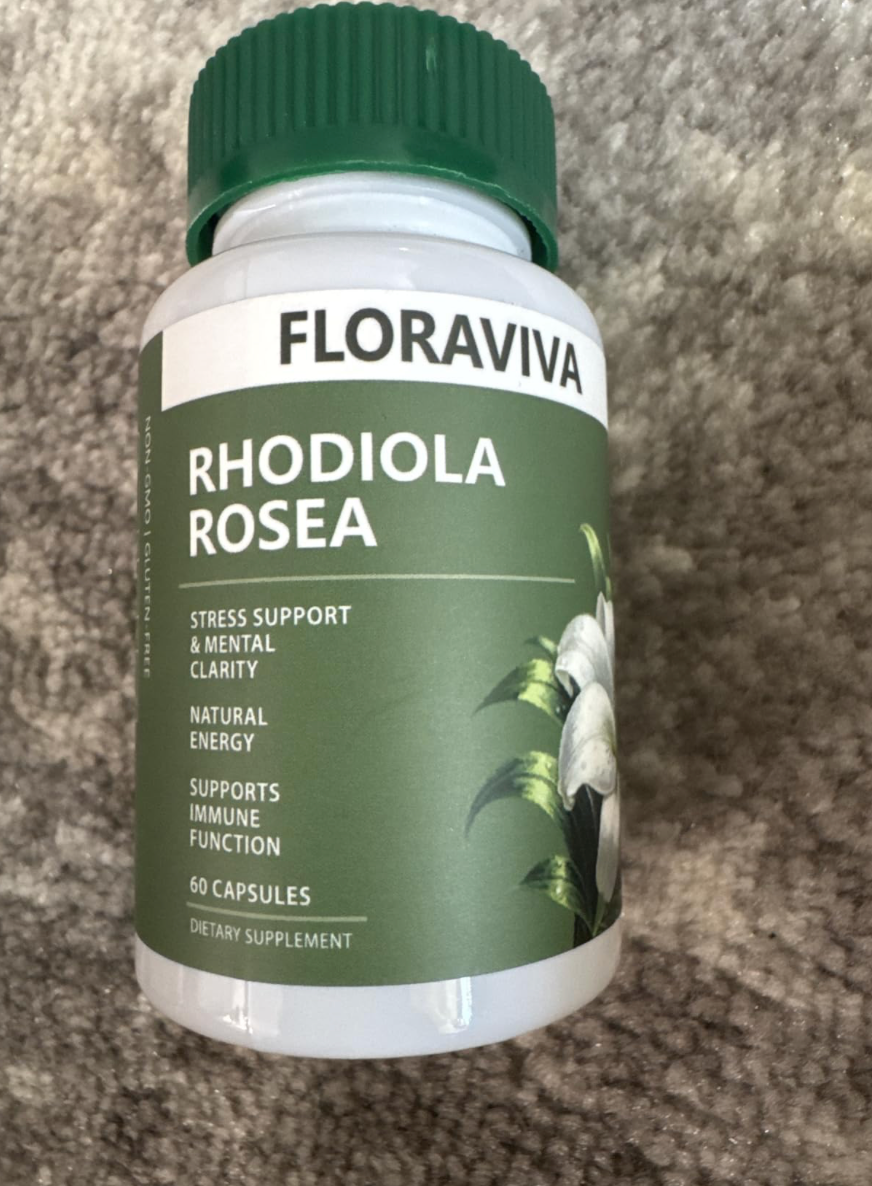 FLORAVIVA
RHODIOLA
ROSEA
STRESS SUPPORT
& MENTAL
CLARITY
NATURAL
ENERGY
SUPPORTS
IMMUNE
FUNCTION
60 CAPSULES
DIETARY SUPPLEMENT
NON-GMO | GLUTEN-FREE